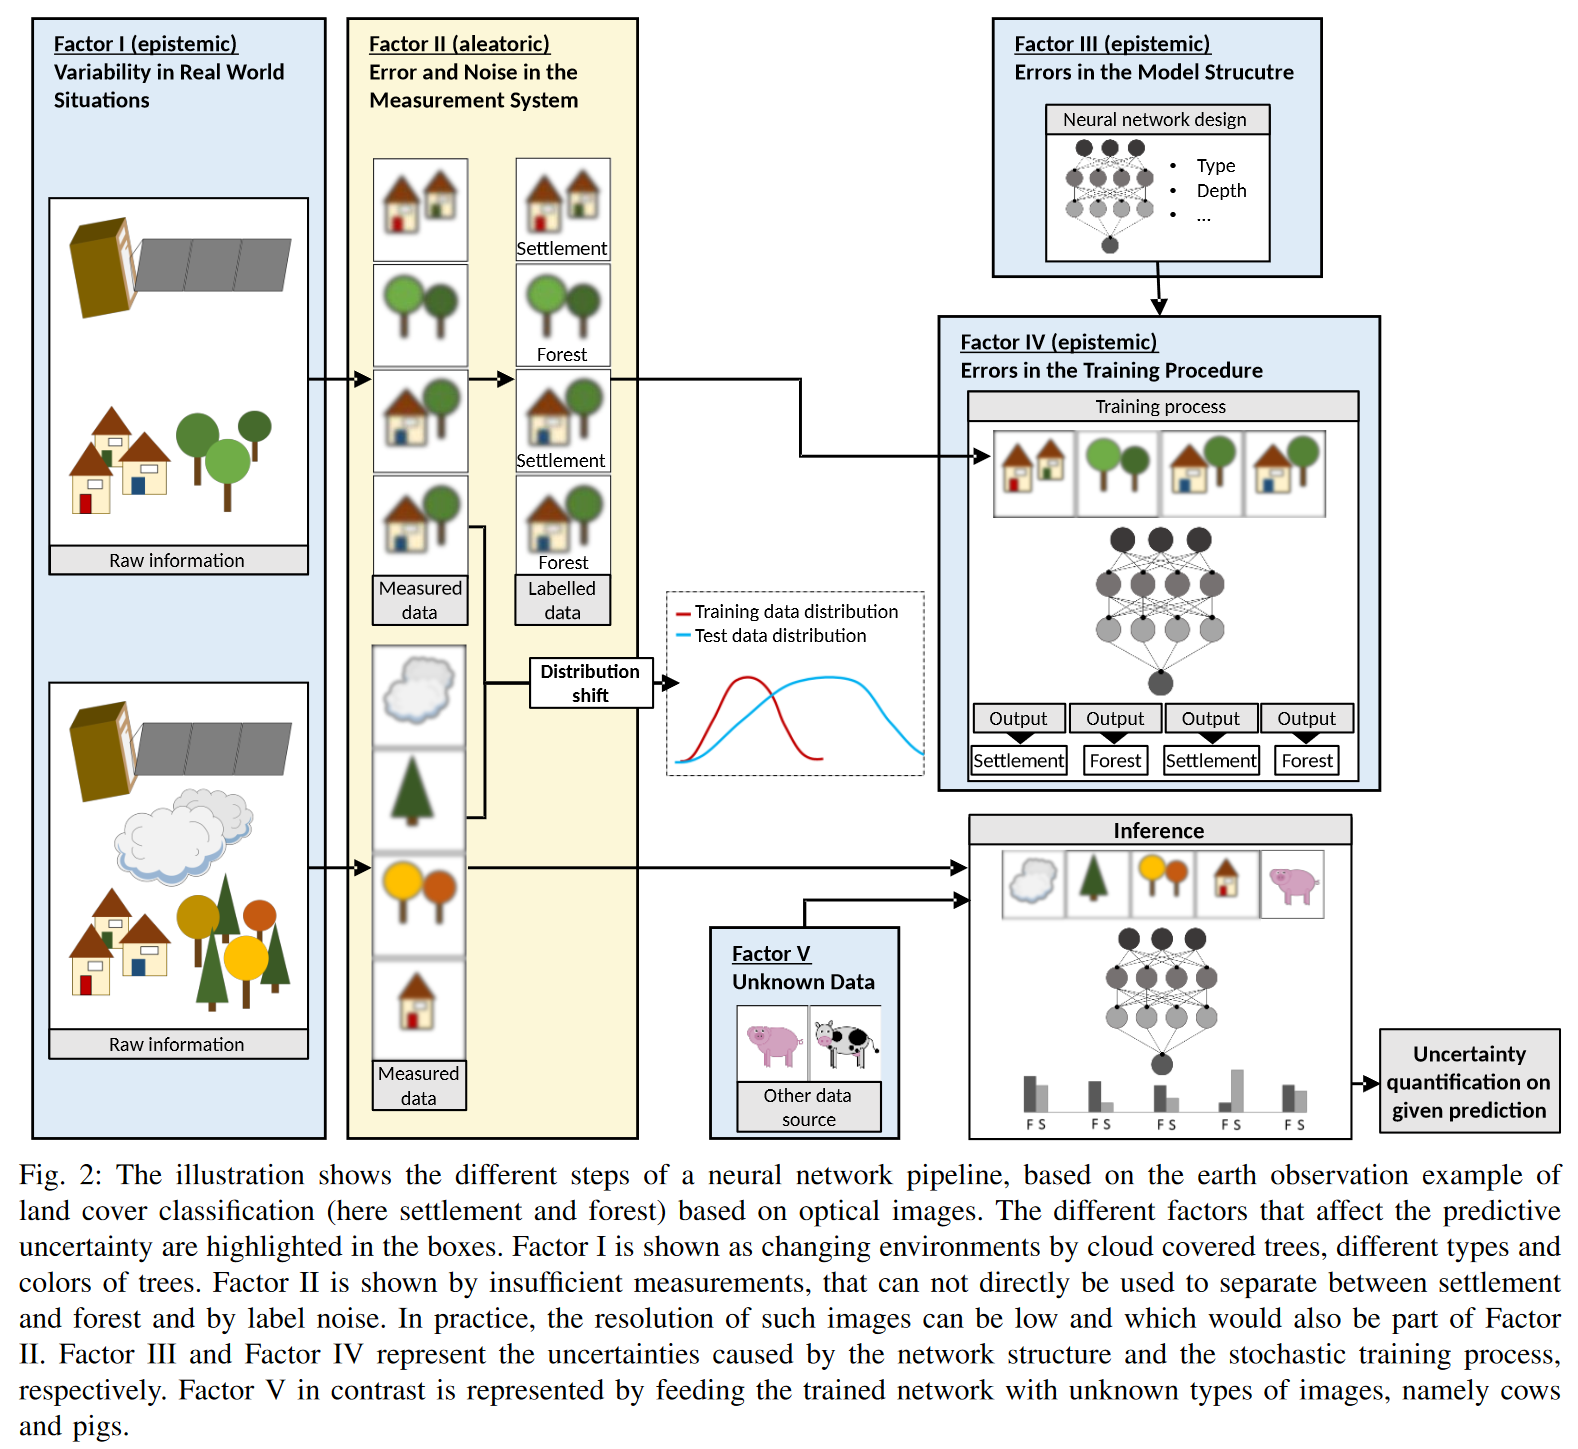 Factor I (epistemic)
Variability in Real World
Situations
Raw information
Raw information
Factor II (aleatoric)
Error and Noise in the
Measurement System
Settlement
Forest
Settlement
Forest
Measured
data
Labelled
data
Measured
data
Distribution
shift
Training data distribution
Test data distribution
Factor III (epistemic)
Errors in the Model Strucutre
Neural network design
• Type
• Depth
• ...
Factor IV (epistemic)
Errors in the Training Procedure
Training process
Output Output Output Output
Settlement Forest Settlement Forest
Factor V
Unknown Data
Other data
source
Inference
F S F S F S F S F S
Uncertainty
quantification on
given prediction
Fig. 2: The illustration shows the different steps of a neural network pipeline, based on the earth observation example of
land cover classification (here settlement and forest) based on optical images. The different factors that affect the predictive
uncertainty are highlighted in the boxes. Factor I is shown as changing environments by cloud covered trees, different types and
colors of trees. Factor II is shown by insufficient measurements, that can not directly be used to separate between settlement
and forest and by label noise. In practice, the resolution of such images can be low and which would also be part of Factor
II. Factor III and Factor IV represent the uncertainties caused by the network structure and the stochastic training process,
respectively. Factor V in contrast is represented by feeding the trained network with unknown types of images, namely cows
and pigs.